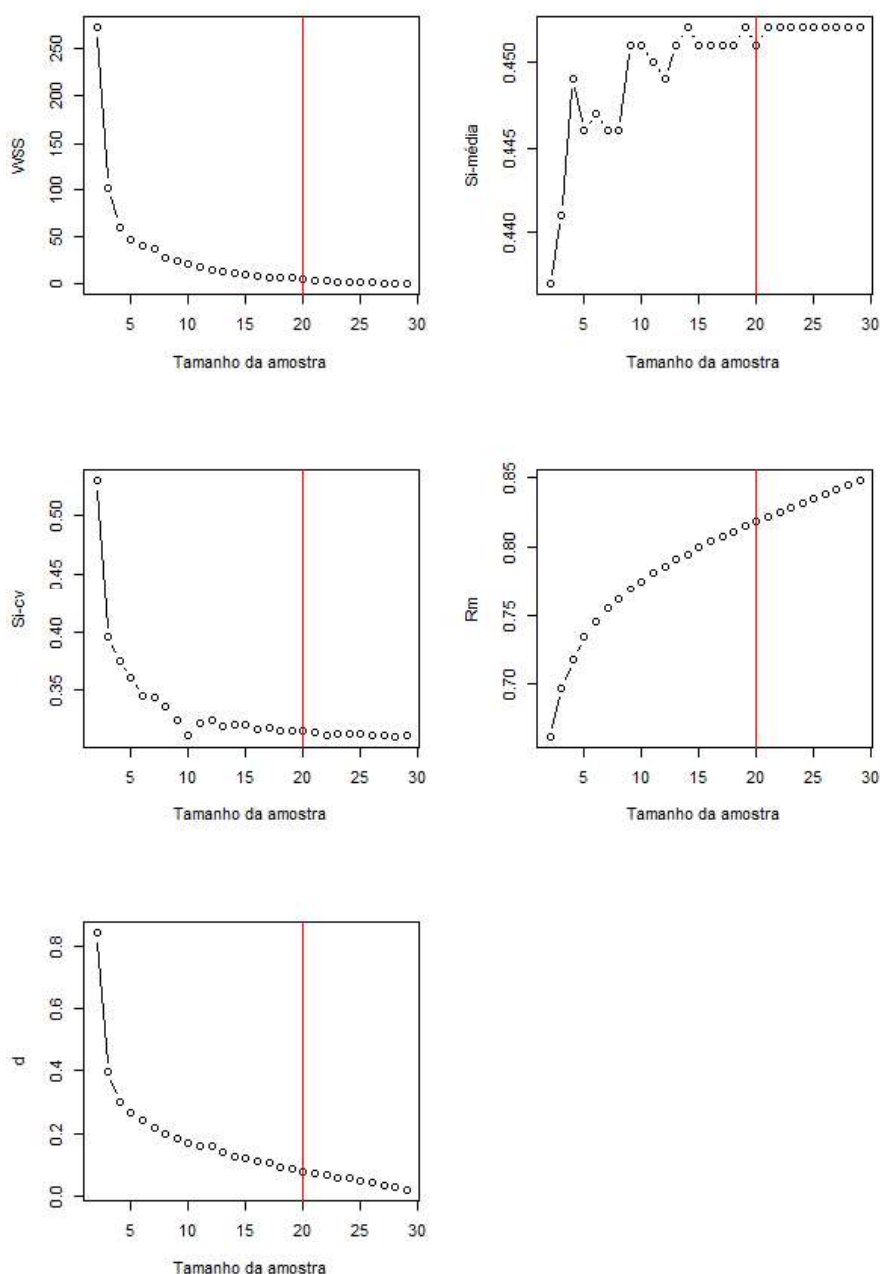 WSS
250
200
150
100
50
0
5 10 15 20 25 30
Tamanho da amostra
Si-média
0.450
0.445
0.440
5 10 15 20 25 30
Tamanho da amostra
Si-cv
0.50
0.45
0.40
0.35
5 10 15 20 25 30
Tamanho da amostra
Rm
0.85
0.80
0.75
0.70
5 10 15 20 25 30
Tamanho da amostra
d
0.8
0.6
0.4
0.2
0.0
5 10 15 20 25 30
Tamanho da amostra